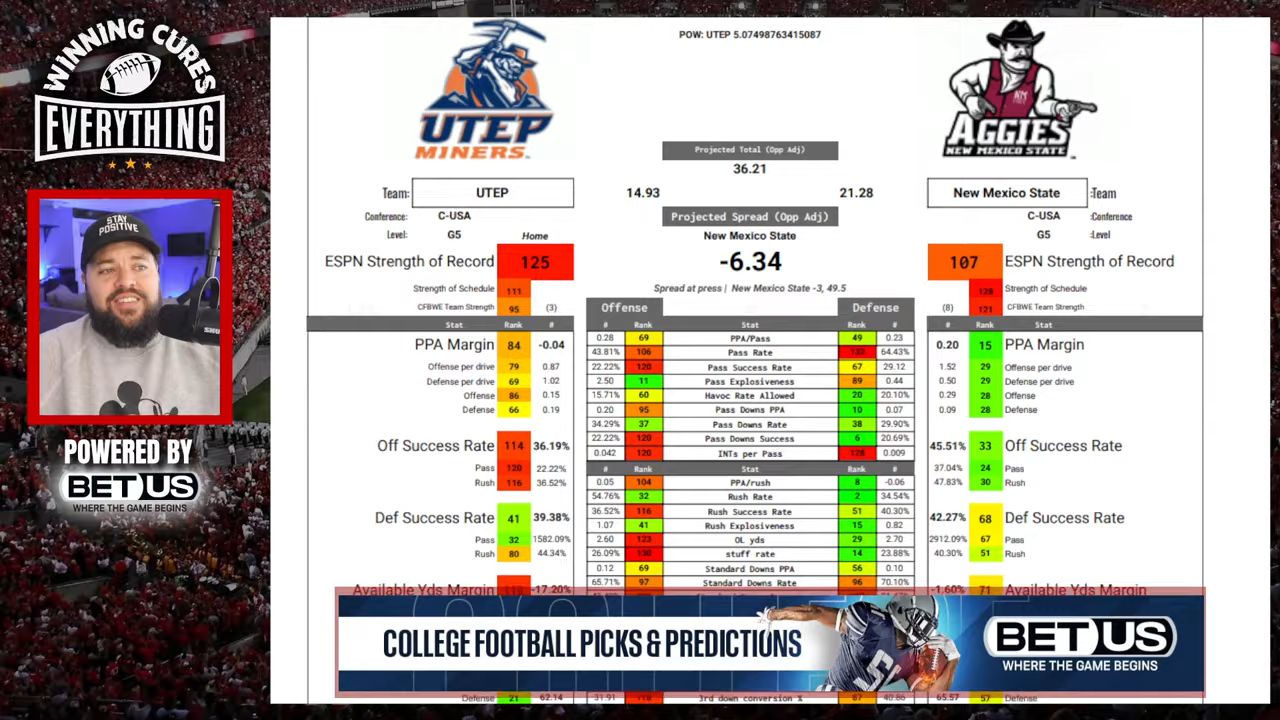 WINNING CURES
EVERYTHING
STAY
POSITIVE
POWERED BY
BETUS
WHERE THE GAME BEGINS
POW: UTEP 5.07498763415087
UTEP
MINERS
AGGIES
NEW MEXICO STATE
Projected Total (Opp Adj)
36.21
Team: UTEP 14.93 21.28 New Mexico State :Team
Conference: C-USA Projected Spread (Opp Adj) C-USA :Conference
Level: G5 Home New Mexico State G5 :Level
ESPN Strength of Record 125 -6.34 107 ESPN Strength of Record
Strength of Schedule 111 Spread at press | New Mexico State -3, 49.5 Strength of Schedule
CFBWE Team Strength 95 (3) Offense Defense (8) 121 CFBWE Team Strength
Stat Rank # # Rank Stat Rank # # Rank Stat
PPA Margin 84 -0.04 0.28 69 PPA/Pass 49 0.23 0.20 15 PPA Margin
43.81% 106 Pass Rate 64.43%
Offense per drive 79 0.87 22.22% 120 Pass Success Rate 67 29.12 1.52 29 Offense per drive
Defense per drive 69 1.02 2.50 11 Pass Explosiveness 89 0.44 0.50 29 Defense per drive
Offense 86 0.15 15.71% 60 Havoc Rate Allowed 20 20.10% 0.29 28 Offense
Defense 66 0.19 0.20 95 Pass Downs PPA 10 0.07 0.09 28 Defense
34.29% 37 Pass Downs Rate 38 29.90%
Off Success Rate 114 36.19% 22.22% 120 Pass Downs Success 6 20.69% 45.51% 33 Off Success Rate
0.042 120 INTs per Pass 128 0.009
Pass 120 22.22% # Rank Stat Rank # 37.04% 24 Pass
Rush 116 36.52% 0.05 104 PPA/rush 8 -0.06 47.83% 30 Rush
54.76% 32 Rush Rate 2 34.54%
Def Success Rate 41 39.38% 36.52% 116 Rush Success Rate 51 40.30% 42.27% 68 Def Success Rate
1.07 41 Rush Explosiveness 15 0.82
Pass 32 1582.09% 2.60 123 OL yds 29 2.70 2912.09% 67 Pass
Rush 80 44.34% 26.09% 130 stuff rate 14 23.88% 40.30% 51 Rush
0.12 69 Standard Downs PPA 56 0.10
65.71% 97 Standard Downs Rate 96 70.10%
Available Yds Margin -17.20% -1.60% 71 Available Yds Margin
COLLEGE FOOTBALL PICKS & PREDICTIONS
BETUS
WHERE THE GAME BEGINS
Defense 21 62.14 31.91 3rd down conversion % 87 40.86 65.57 57 Defense